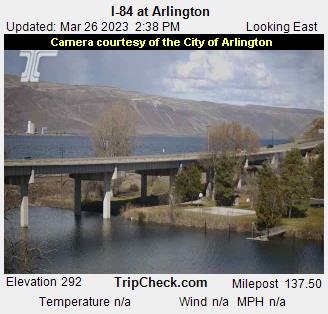 I-84 at Arlington
Updated: Mar 26 2023 2:38 PM Looking East
Camera courtesy of the City of Arlington
Elevation 292 TripCheck.com Milepost 137.50
Temperature n/a Wind n/a MPH n/a